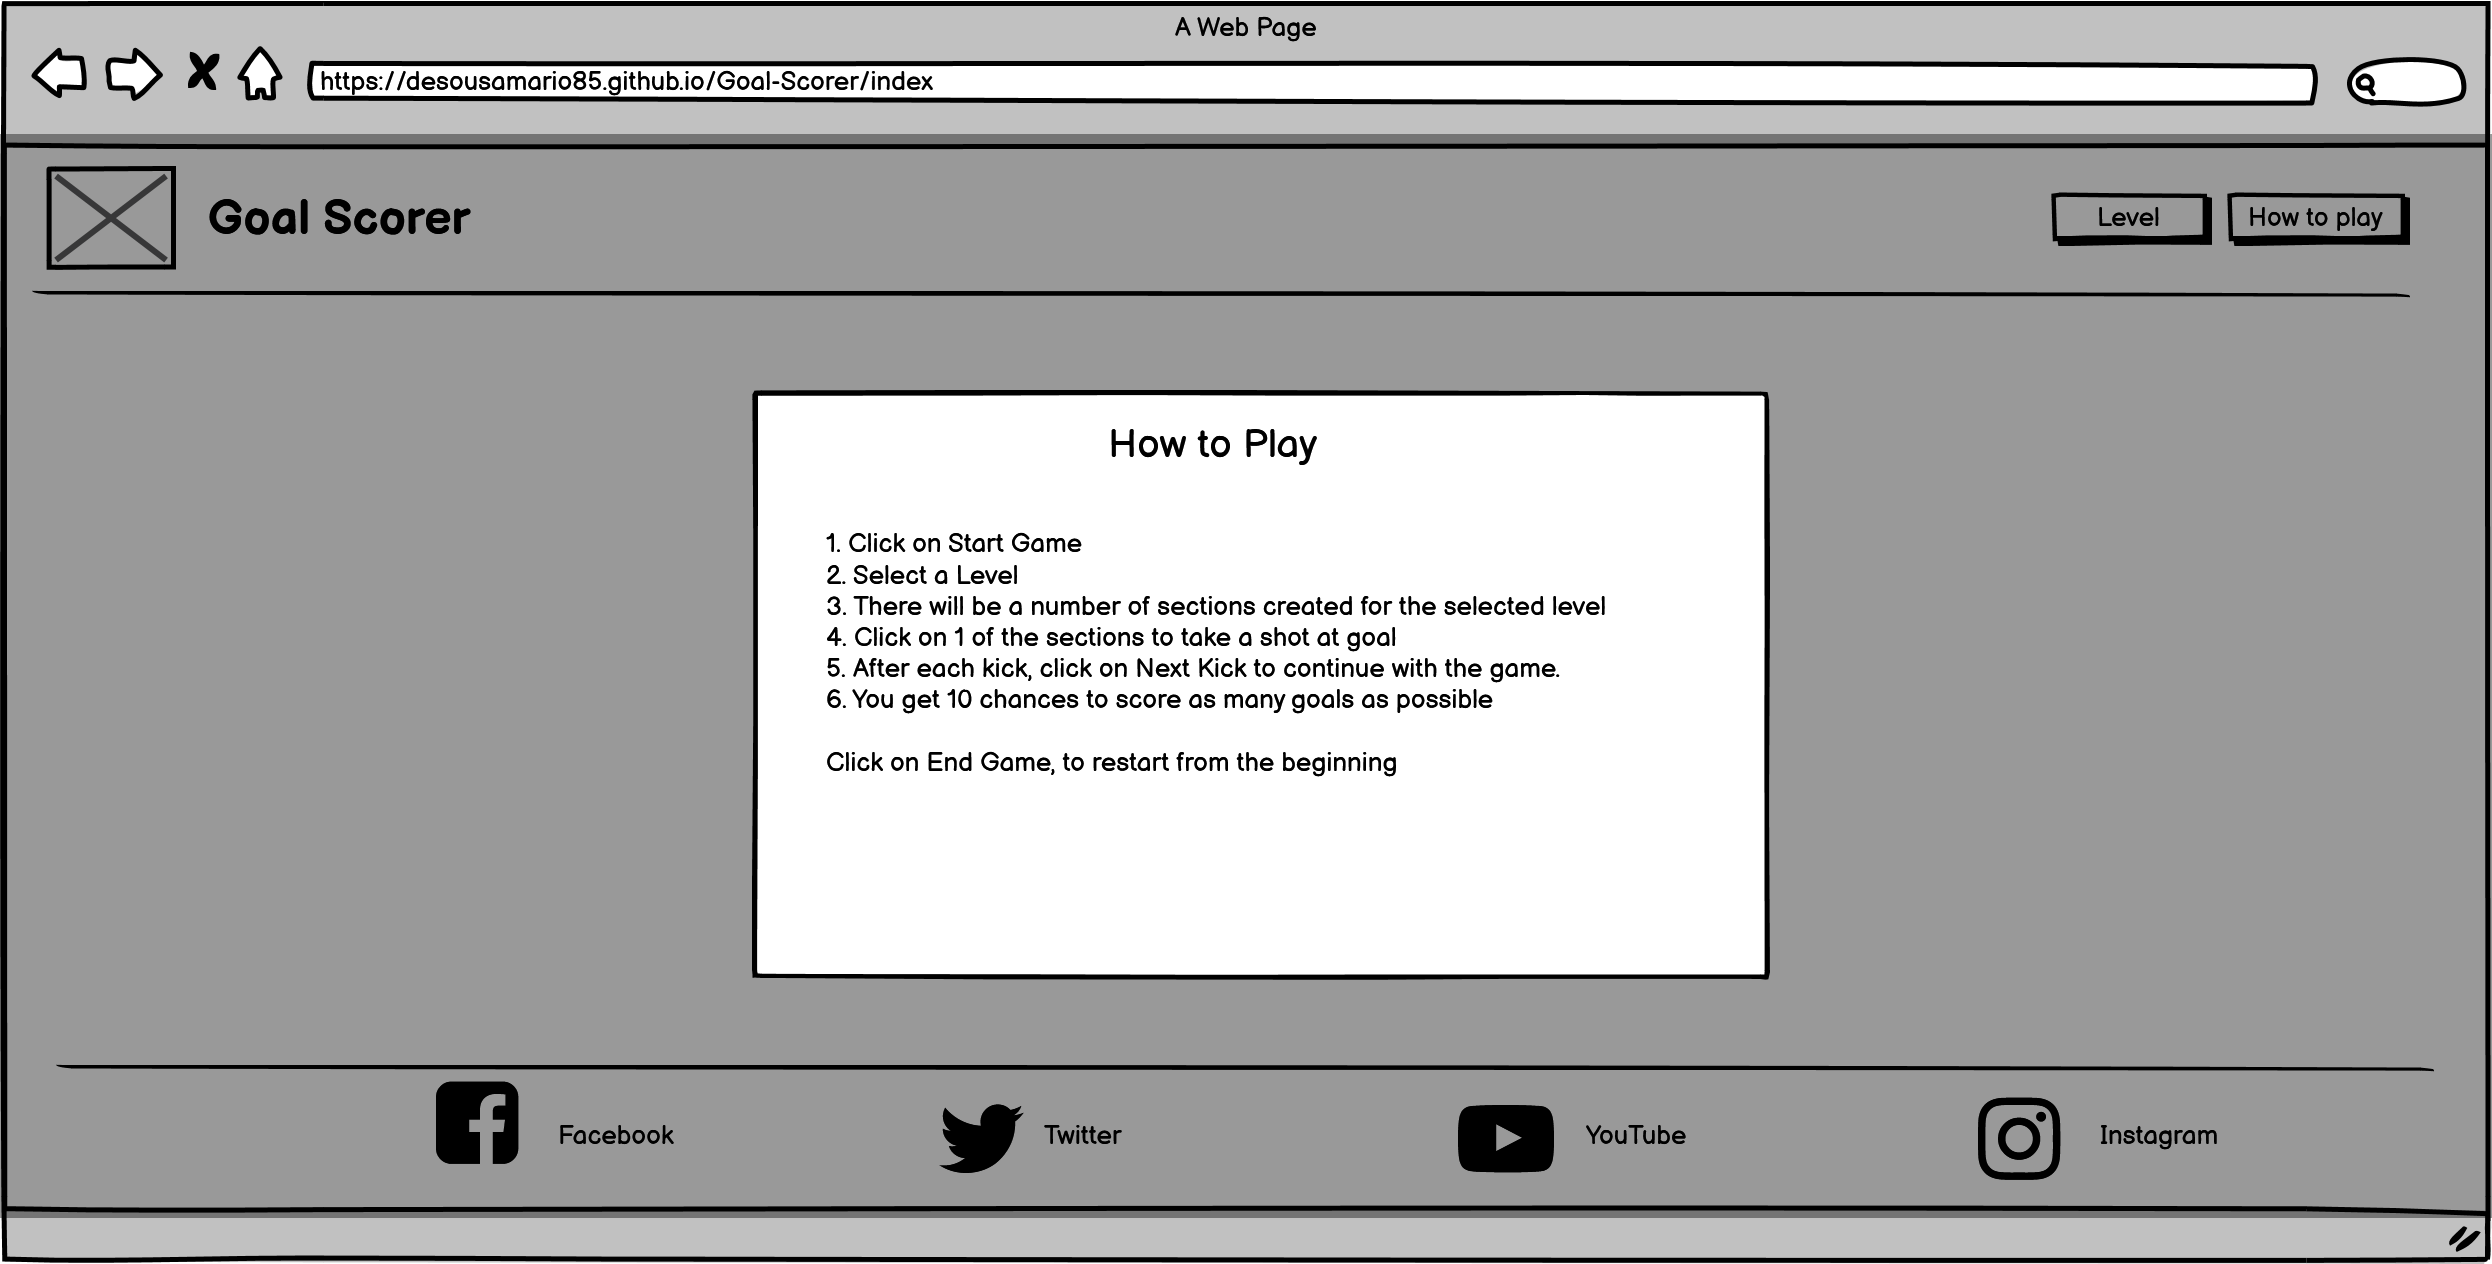 A Web Page
https://desousamario85.github.io/Goal-Scorer/index
Goal Scorer
Level
How to play
How to Play
1. Click on Start Game
2. Select a Level
3. There will be a number of sections created for the selected level
4. Click on 1 of the sections to take a shot at goal
5. After each kick, click on Next Kick to continue with the game.
6. You get 10 chances to score as many goals as possible
Click on End Game, to restart from the beginning
Facebook
Twitter
YouTube
Instagram